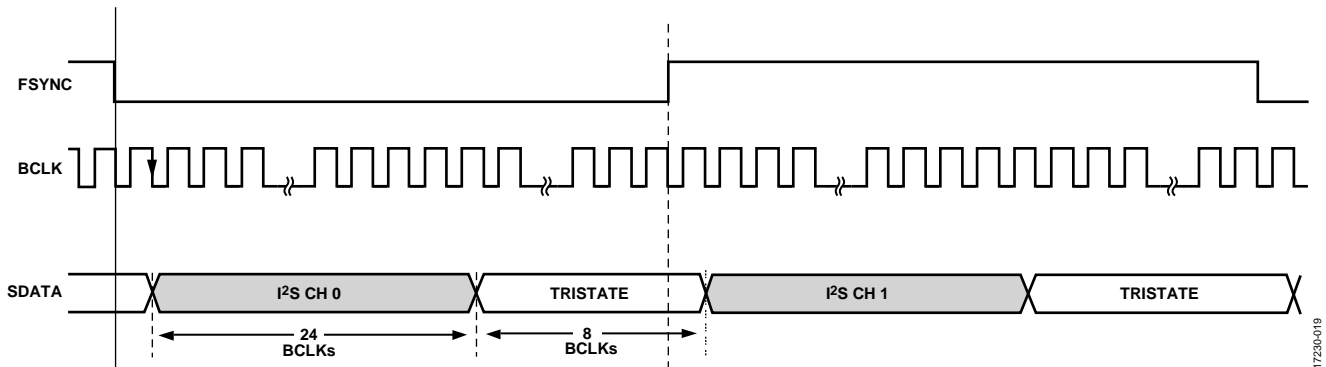 FSYNC
BCLK
SDATA
I²S CH 0
TRISTATE
I²S CH 1
TRISTATE
24
BCLKs
8
BCLKs
17230-019